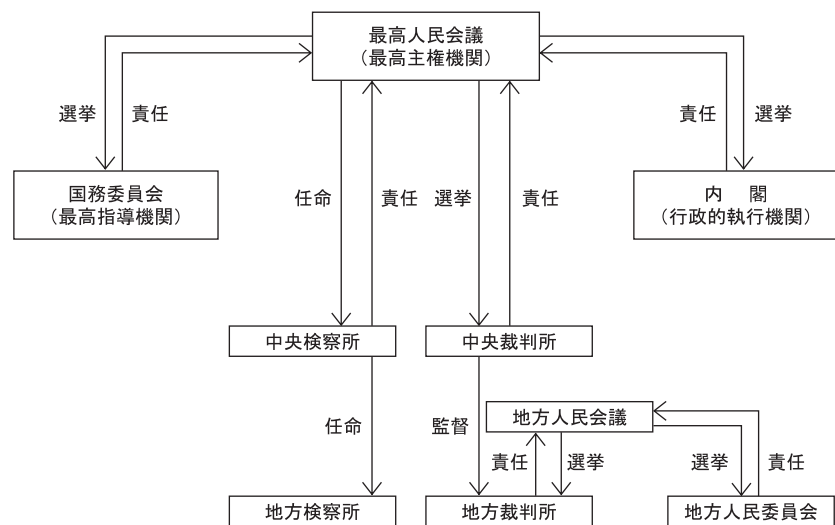 最高人民会議
（最高主権機関）
選挙
責任
責任
選挙
国務委員会
（最高指導機関）
任命
責任
選挙
責任
内　閣
（行政的執行機関）
中央検察所
中央裁判所
任命
監督
地方人民会議
責任
選挙
選挙
責任
地方検察所
地方裁判所
地方人民委員会